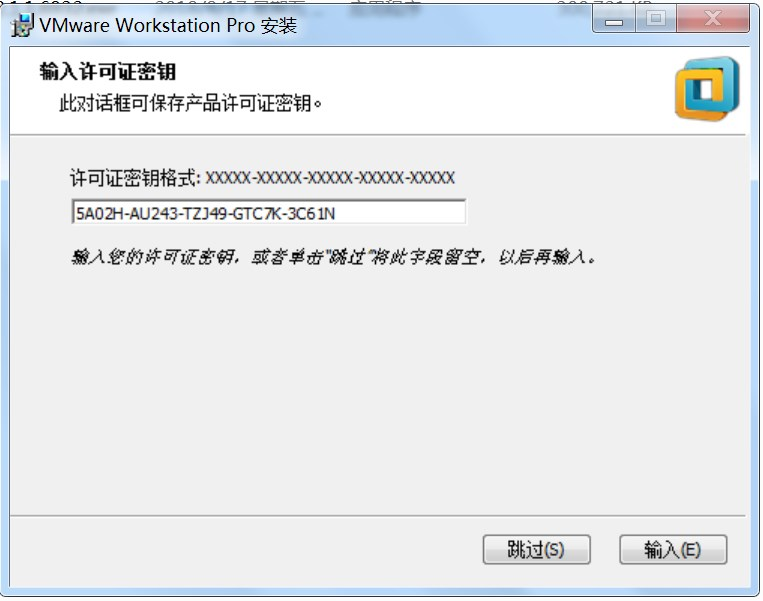 VMware Workstation Pro 安装
输入许可证密钥
此对话框可保存产品许可证密钥。
许可证密钥格式: XXXXX-XXXXX-XXXXX-XXXXX-XXXXX
5A02H-AU243-TZJ49-GTC7K-3C61N
输入您的许可证密钥，或者单击"跳过"将此字段留空，以后再输入。
跳过(S)
输入(E)